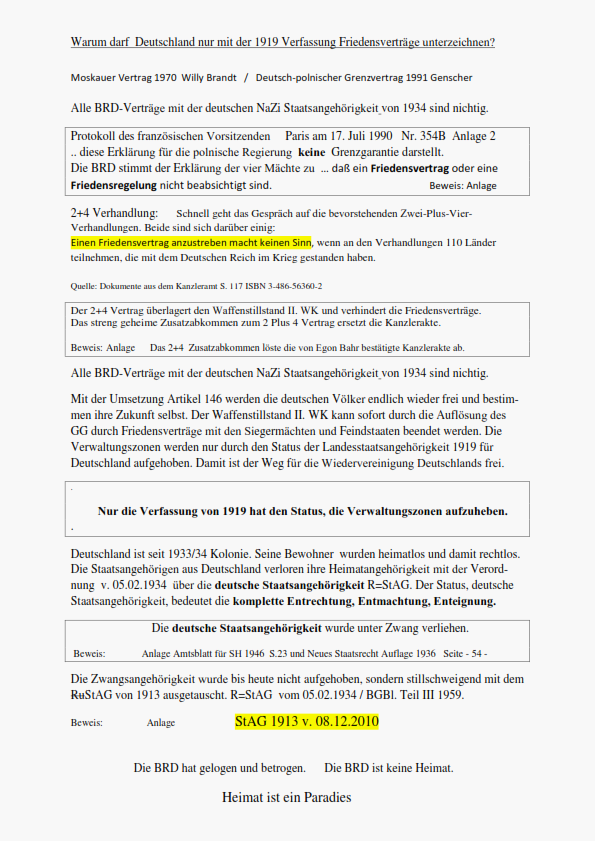 Warum darf Deutschland nur mit der 1919 Verfassung Friedensverträge unterzeichnen?
Moskauer Vertrag 1970 Willy Brandt / Deutsch-polnischer Grenzvertrag 1991 Genscher
Alle BRD-Verträge mit der deutschen NaZi Staatsangehörigkeit von 1934 sind nichtig.
Protokoll des französischen Vorsitzenden Paris am 17. Juli 1990 Nr. 354B Anlage 2
.. diese Erklärung für die polnische Regierung keine Grenzgarantie darstellt.
Die BRD stimmt der Erklärung der vier Mächte zu ... daß ein Friedensvertrag oder eine
Friedensregelung nicht beabsichtigt sind. Beweis: Anlage
2+4 Verhandlung: Schnell geht das Gespräch auf die bevorstehenden Zwei-Plus-Vier-
Verhandlungen. Beide sind sich darüber einig:
Einen Friedensvertrag anzustreben macht keinen Sinn, wenn an den Verhandlungen 110 Länder
teilnehmen, die mit dem Deutschen Reich im Krieg gestanden haben.
Quelle: Dokumente aus dem Kanzleramt S. 117 ISBN 3-486-56360-2
Der 2+4 Vertrag überlagert den Waffenstillstand II. WK und verhindert die Friedensverträge.
Das streng geheime Zusatzabkommen zum 2 Plus 4 Vertrag ersetzt die Kanzlerakte.
Beweis: Anlage Das 2+4 Zusatzabkommen löste die von Egon Bahr bestätigte Kanzlerakte ab.
Alle BRD-Verträge mit der deutschen NaZi Staatsangehörigkeit von 1934 sind nichtig.
Mit der Umsetzung Artikel 146 werden die deutschen Völker endlich wieder frei und bestim-
men ihre Zukunft selbst. Der Waffenstillstand II. WK kann sofort durch die Auflösung des
GG durch Friedensverträge mit den Siegermächten und Feindstaaten beendet werden. Die
Verwaltungszonen werden nur durch den Status der Landesstaatsangehörigkeit 1919 für
Deutschland aufgehoben. Damit ist der Weg für die Wiedervereinigung Deutschlands frei.
.
Nur die Verfassung von 1919 hat den Status, die Verwaltungszonen aufzuheben.
.
Deutschland ist seit 1933/34 Kolonie. Seine Bewohner wurden heimatlos und damit rechtlos.
Die Staatsangehörigen aus Deutschland verloren ihre Heimatangehörigkeit mit der Verord-
nung v. 05.02.1934 über die deutsche Staatsangehörigkeit R=StAG. Der Status, deutsche
Staatsangehörigkeit, bedeutet die komplette Entrechtung, Entmachtung, Enteignung.
Die deutsche Staatsangehörigkeit wurde unter Zwang verliehen.
Beweis: Anlage Amtsblatt für SH 1946 S.23 und Neues Staatsrecht Auflage 1936 Seite - 54 -
Die Zwangsangehörigkeit wurde bis heute nicht aufgehoben, sondern stillschweigend mit dem
RuStAG von 1913 ausgetauscht. R=StAG vom 05.02.1934 / BGBl. Teil III 1959.
Beweis: Anlage StAG 1913 v. 08.12.2010
Die BRD hat gelogen und betrogen. Die BRD ist keine Heimat.
Heimat ist ein Paradies